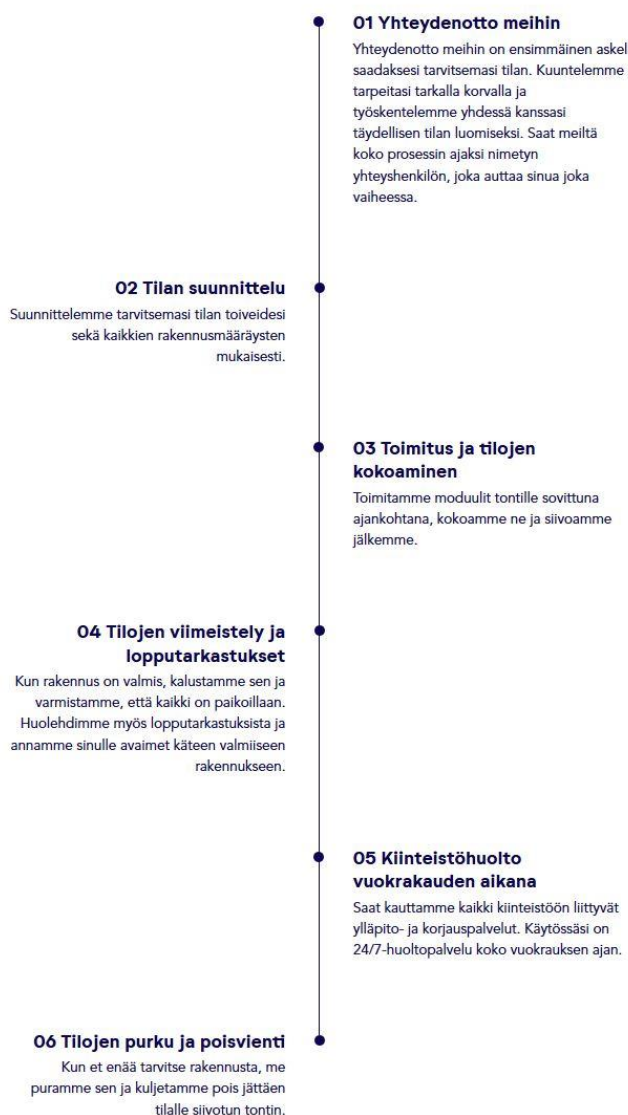 01 Yhteydenotto meihin
Yhteydenotto meihin on ensimmäinen askel
saadaksesi tarvitsemasi tilan. Kuuntelemme
tarpeitasi tarkalla korvalla ja
työskentelemme yhdessä kanssasi
täydellisen tilan luomiseksi. Saat meiltä
koko prosessin ajaksi nimetyn
yhteyshenkilön, joka auttaa sinua joka
vaiheessa.
02 Tilan suunnittelu
Suunnittelemme tarvitsemasi tilan toiveidesi
sekä kaikkien rakennusmääräysten
mukaisesti.
03 Toimitus ja tilojen
kokoaminen
Toimitamme moduulit tontille sovittuna
ajankohtana, kokoamme ne ja siivoamme
jälkemme.
04 Tilojen viimeistely ja
lopputarkastukset
Kun rakennus on valmis, kalustamme sen ja
varmistamme, että kaikki on paikoillaan.
Huolehdimme myös lopputarkastuksista ja
annamme sinulle avaimet käteen valmiiseen
rakennukseen.
05 Kiinteistöhuolto
vuokrakauden aikana
Saat kauttamme kaikki kiinteistöön liittyvät
ylläpito- ja korjauspalvelut. Käytössäsi on
24/7-huoltopalvelu koko vuokrauksen ajan.
06 Tilojen purku ja poisvienti
Kun et enää tarvitse rakennusta, me
puramme sen ja kuljetamme pois jättäen
tilalle siivotun tontin.